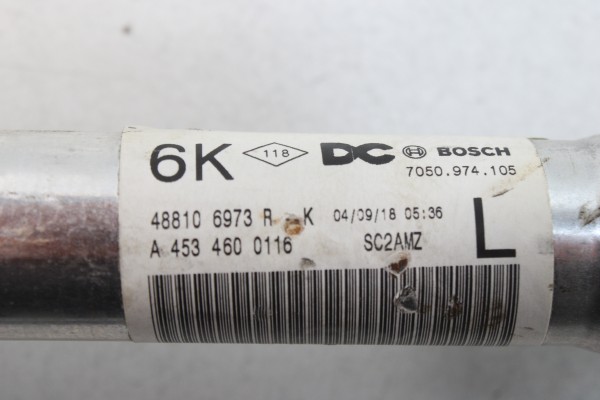 6K 118 DC BOSCH
7050.974.105
48810 6973 R - K 04/09/18 05:36
A 453 460 0116 SC2AMZ L